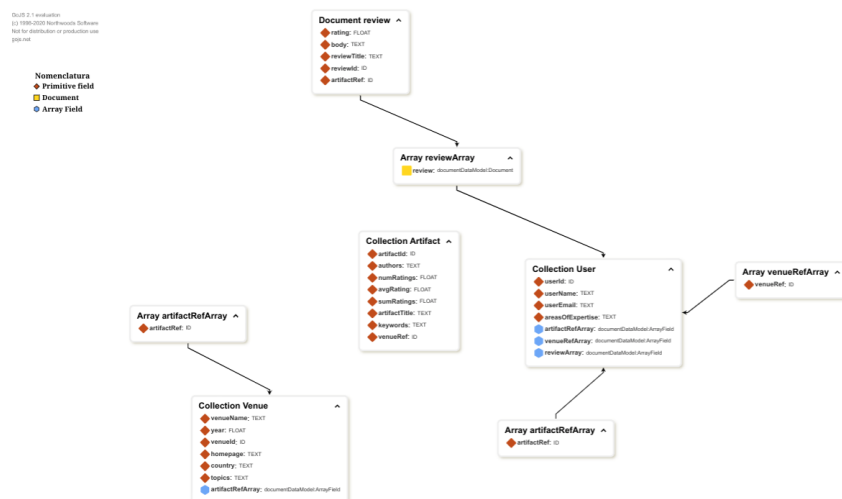 GoJS 2.1 evaluation
(c) 1998-2020 Northwoods Software
Not for distribution or production use
gojs.net
Nomenclatura
Primitive field
Document
Array Field
Document review
rating: FLOAT
body: TEXT
reviewTitle: TEXT
reviewId: ID
artifactRef: ID
Array reviewArray
review: documentDataModel:Document
Collection Artifact
artifactId: ID
authors: TEXT
numRatings: FLOAT
avgRating: FLOAT
sumRatings: FLOAT
artifactTitle: TEXT
keywords: TEXT
venueRef: ID
Collection User
userId: ID
userName: TEXT
userEmail: TEXT
areasOfExpertise: TEXT
artifactRefArray: documentDataModel:ArrayField
venueRefArray: documentDataModel:ArrayField
reviewArray: documentDataModel:ArrayField
Array venueRefArray
venueRef: ID
Array artifactRefArray
artifactRef: ID
Collection Venue
venueName: TEXT
year: FLOAT
venueId: ID
homepage: TEXT
country: TEXT
topics: TEXT
artifactRefArray: documentDataModel:ArrayField
Array artifactRefArray
artifactRef: ID